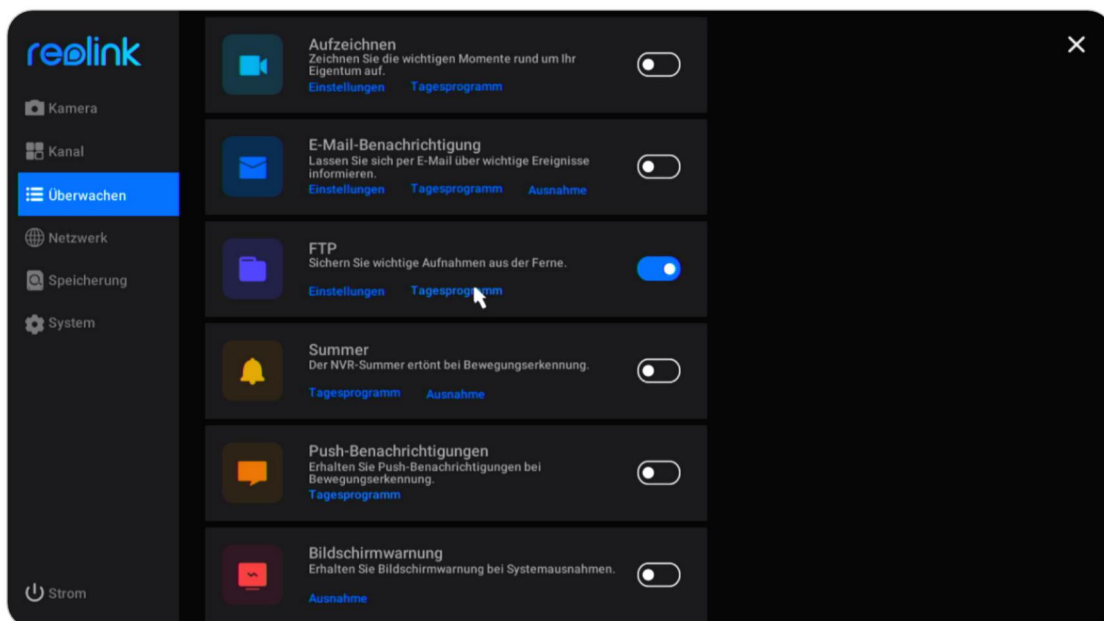 reolink
Kamera
Kanal
Überwachen
Netzwerk
Speicherung
System
Strom
Aufzeichnen
Zeichnen Sie die wichtigen Momente rund um Ihr
Eigentum auf.
Einstellungen Tagesprogramm
E-Mail-Benachrichtigung
Lassen Sie sich per E-Mail über wichtige Ereignisse
informieren.
Einstellungen Tagesprogramm Ausnahme
FTP
Sichern Sie wichtige Aufnahmen aus der Ferne.
Einstellungen Tagesprogramm
Summer
Der NVR-Summer ertönt bei Bewegungserkennung.
Tagesprogramm Ausnahme
Push-Benachrichtigungen
Erhalten Sie Push-Benachrichtigungen bei
Bewegungserkennung.
Tagesprogramm
Bildschirmwarnung
Erhalten Sie Bildschirmwarnung bei Systemausnahmen.
Ausnahme